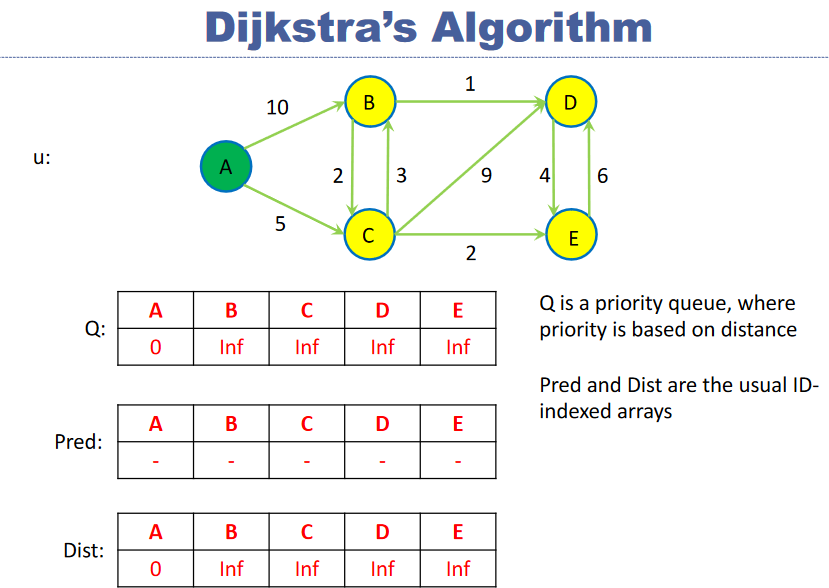 Dijkstra's Algorithm
u:
A
B
C
D
E
10
5
2
3
1
9
2
4
6
Q:
A B C D E
0 Inf Inf Inf Inf
Q is a priority queue, where
priority is based on distance
Pred and Dist are the usual ID-
indexed arrays
Pred:
A B C D E
- - - - -
Dist:
A B C D E
0 Inf Inf Inf Inf